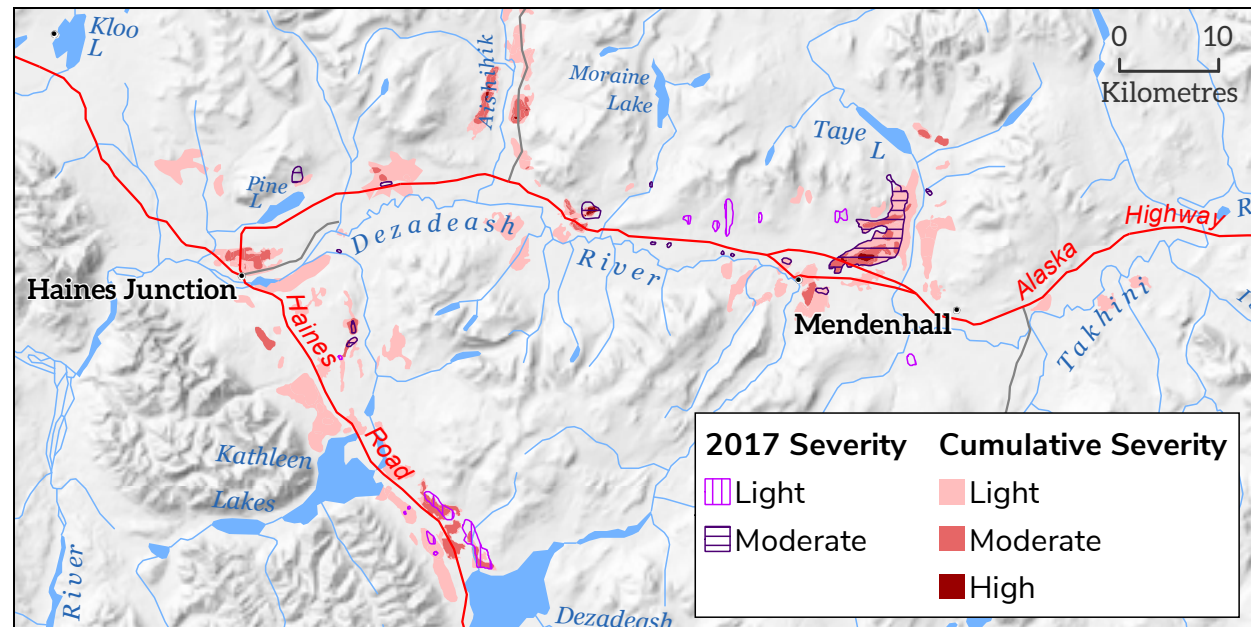 Kloo
L
Aishihik
Moraine
Lake
0 10
Kilometres
Taye
L
Pine
L
Dezadeash
River
Highway
R
Alaska
Takhini
Haines Junction
Haines
Road
Mendenhall
Kathleen
Lakes
River
Dezadeash
2017 Severity
Light
Moderate
Cumulative Severity
Light
Moderate
High